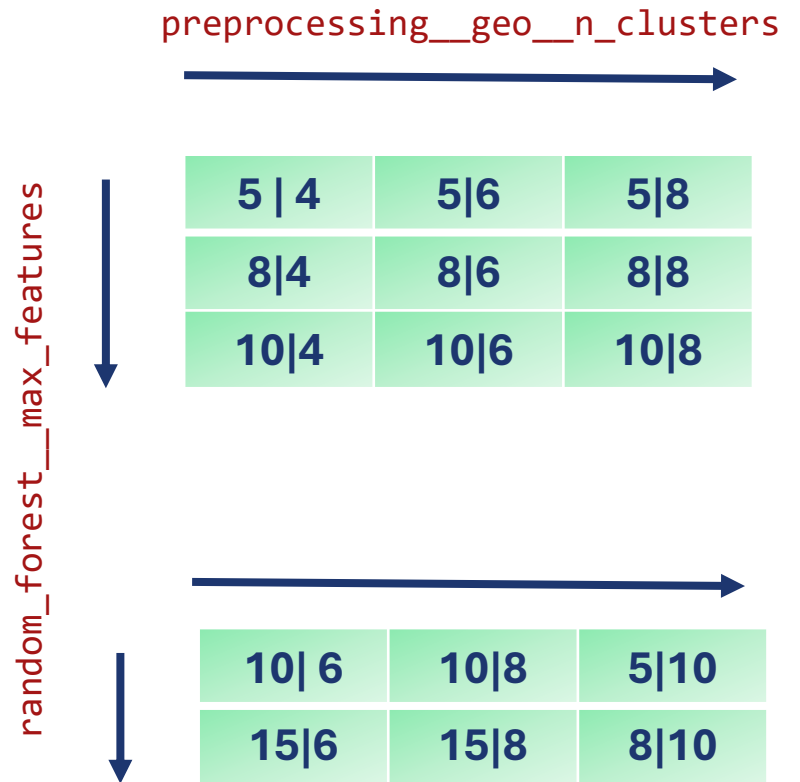 preprocessing__geo__n_clusters
random_forest__max_features
5 | 4 5|6 5|8
8|4 8|6 8|8
10|4 10|6 10|8
10| 6 10|8 5|10
15|6 15|8 8|10